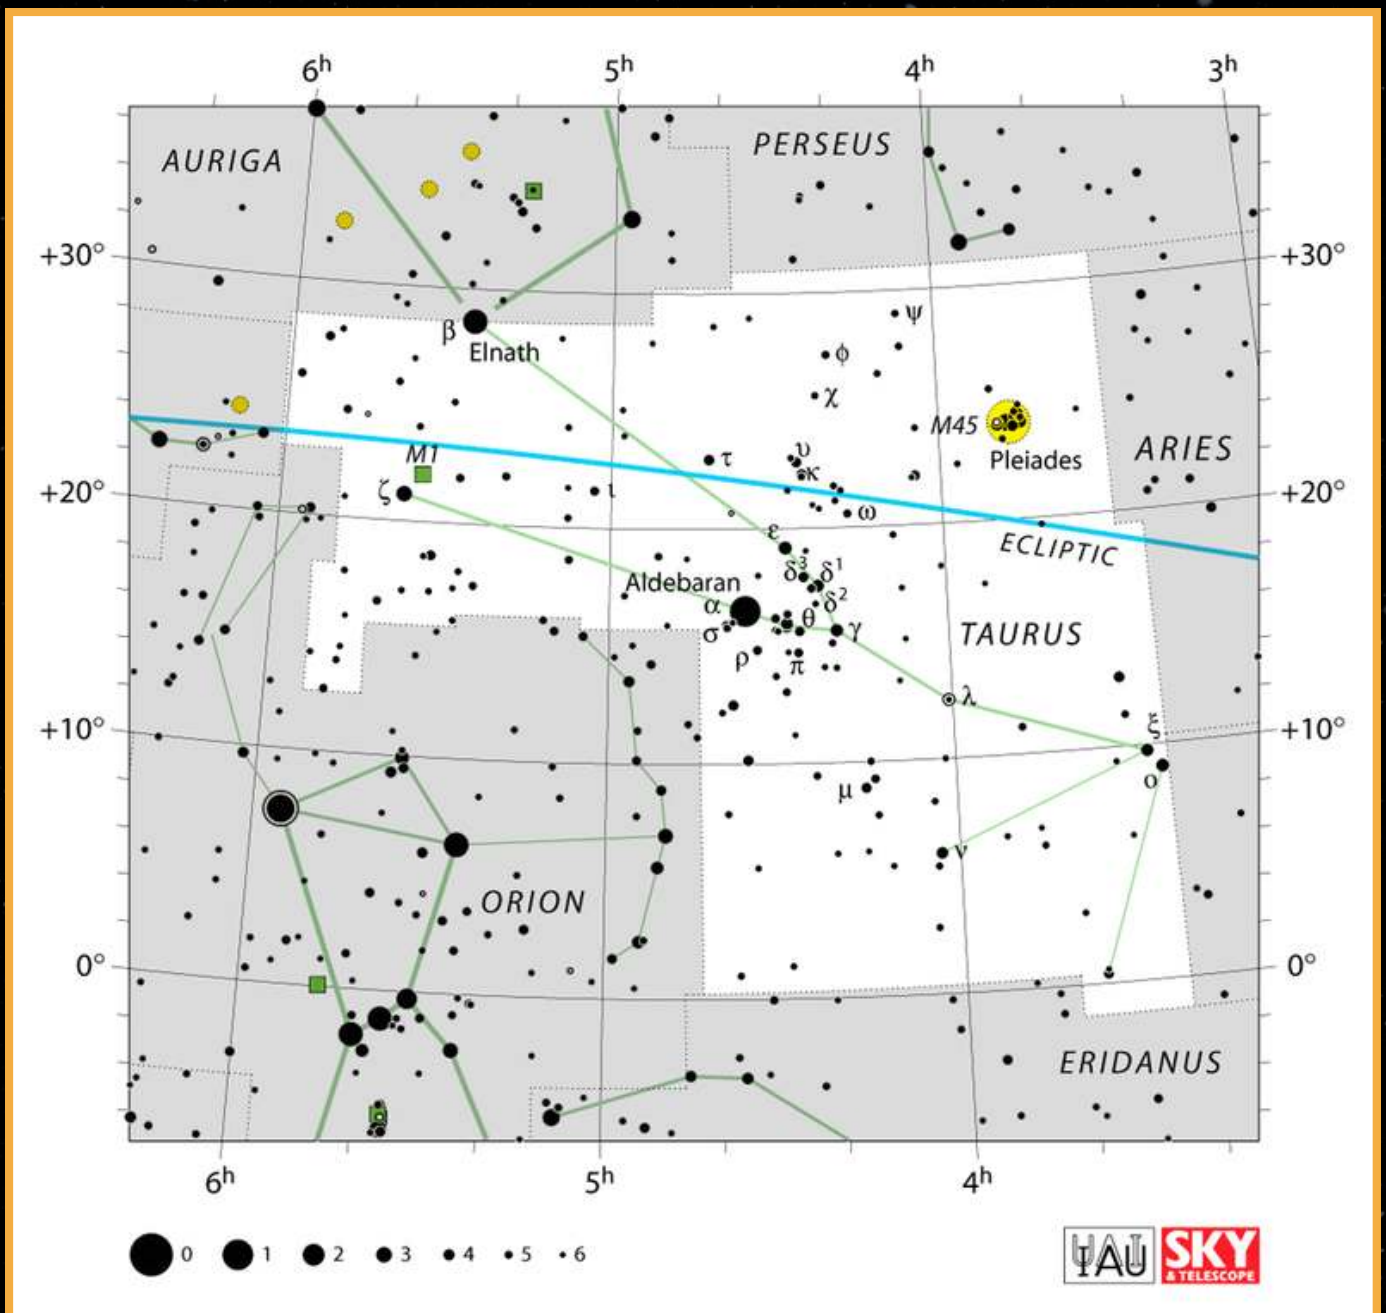 6h 5h 4h 3h
AURIGA PERSEUS
+30° +30°
ψ
β
Elnath
ϕ
χ
M45
Pleiades
ARIES
M1
τ υ
κ
+20° ζ ι +20°
ω
ε
ECLIPTIC
Aldebaran δ3 δ1
α δ2
σ θ γ TAURUS
ρ π
λ
+10° ξ +10°
μ ο
ν
ORION
0° 0°
ERIDANUS
6h 5h 4h
0 1 2 3 4 5 6
IAU SKY
& TELESCOPE